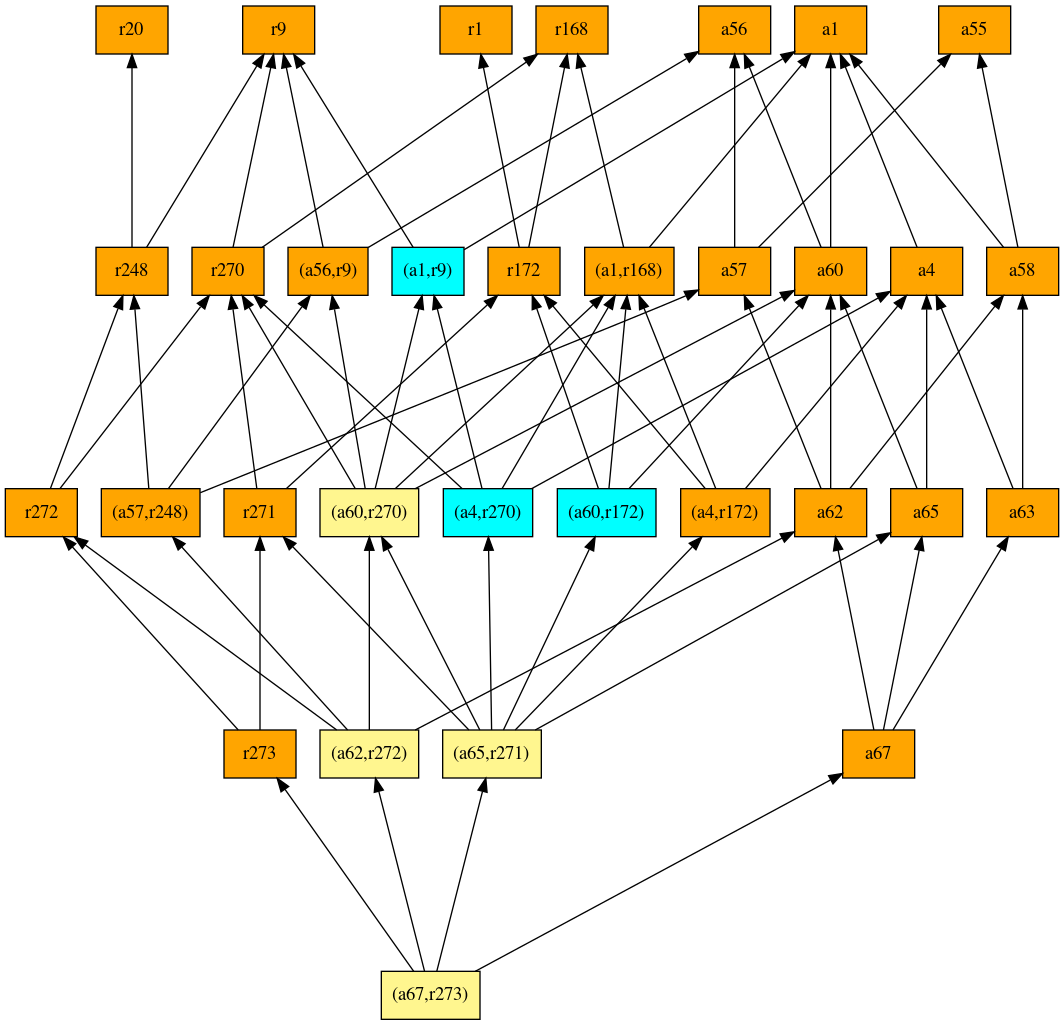 r20
r9
r1
r168
a56
a1
a55
r248
r270
(a56,r9)
(a1,r9)
r172
(a1,r168)
a57
a60
a4
a58
r272
(a57,r248)
r271
(a60,r270)
(a4,r270)
(a60,r172)
(a4,r172)
a62
a65
a63
r273
(a62,r272)
(a65,r271)
a67
(a67,r273)